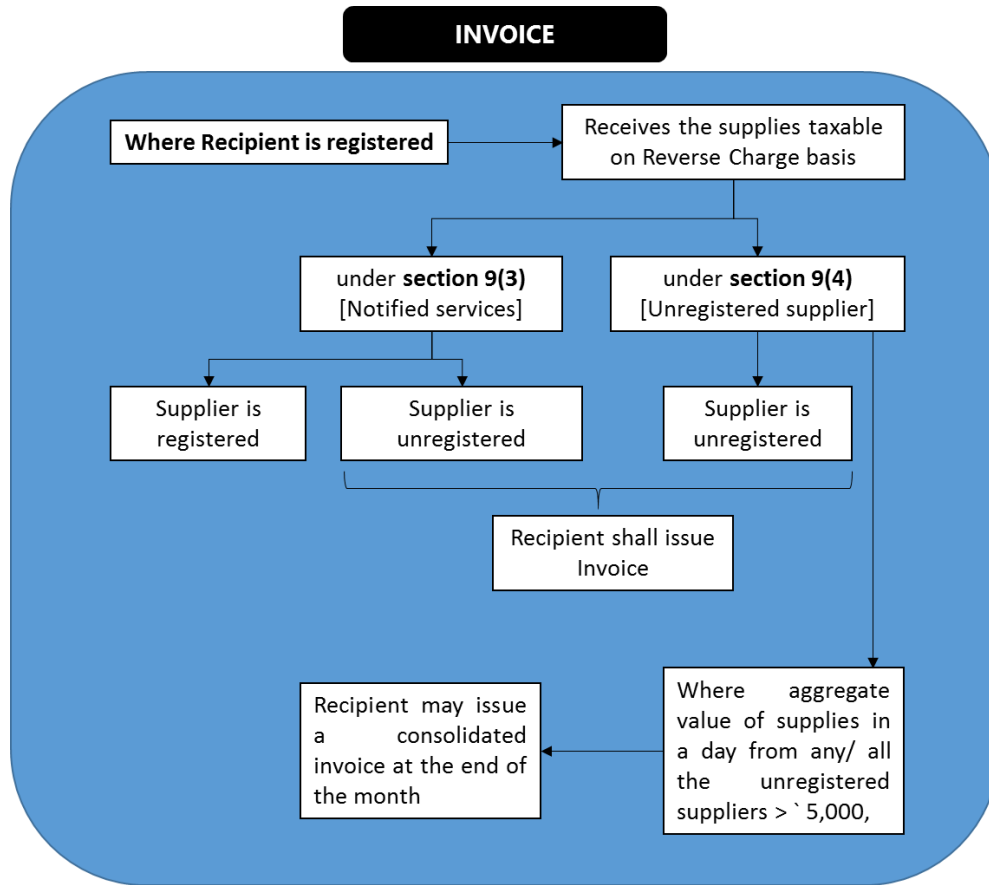 INVOICE
Where Recipient is registered
Receives the supplies taxable
on Reverse Charge basis
under section 9(3)
[Notified services]
under section 9(4)
[Unregistered supplier]
Supplier is
registered
Supplier is
unregistered
Supplier is
unregistered
Recipient shall issue
Invoice
Recipient may issue
a consolidated
invoice at the end of
the month
Where aggregate
value of supplies in
a day from any/ all
the unregistered
suppliers > ` 5,000,